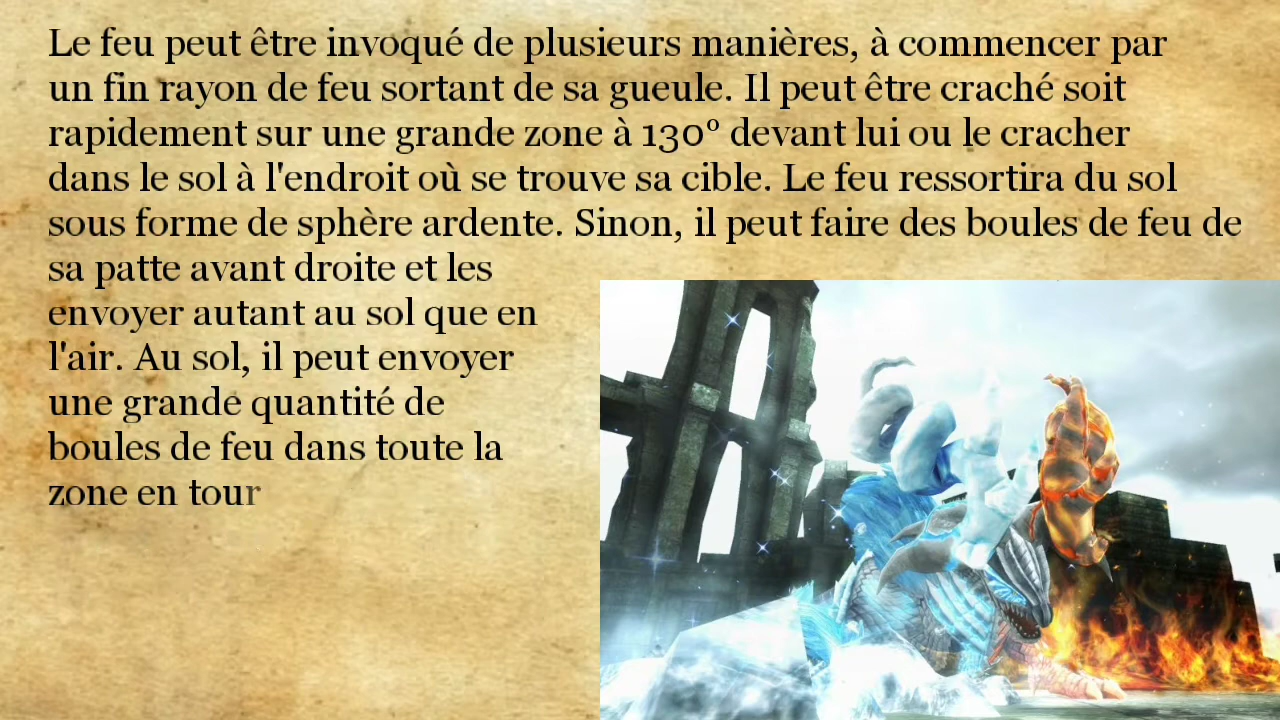 Le feu peut être invoqué de plusieurs manières, à commencer par
un fin rayon de feu sortant de sa gueule. Il peut être craché soit
rapidement sur une grande zone à 130° devant lui ou le cracher
dans le sol à l'endroit où se trouve sa cible. Le feu ressortira du sol
sous forme de sphère ardente. Sinon, il peut faire des boules de feu de
sa patte avant droite et les
envoyer autant au sol que en
l'air. Au sol, il peut envoyer
une grande quantité de
boules de feu dans toute la
zone en tour